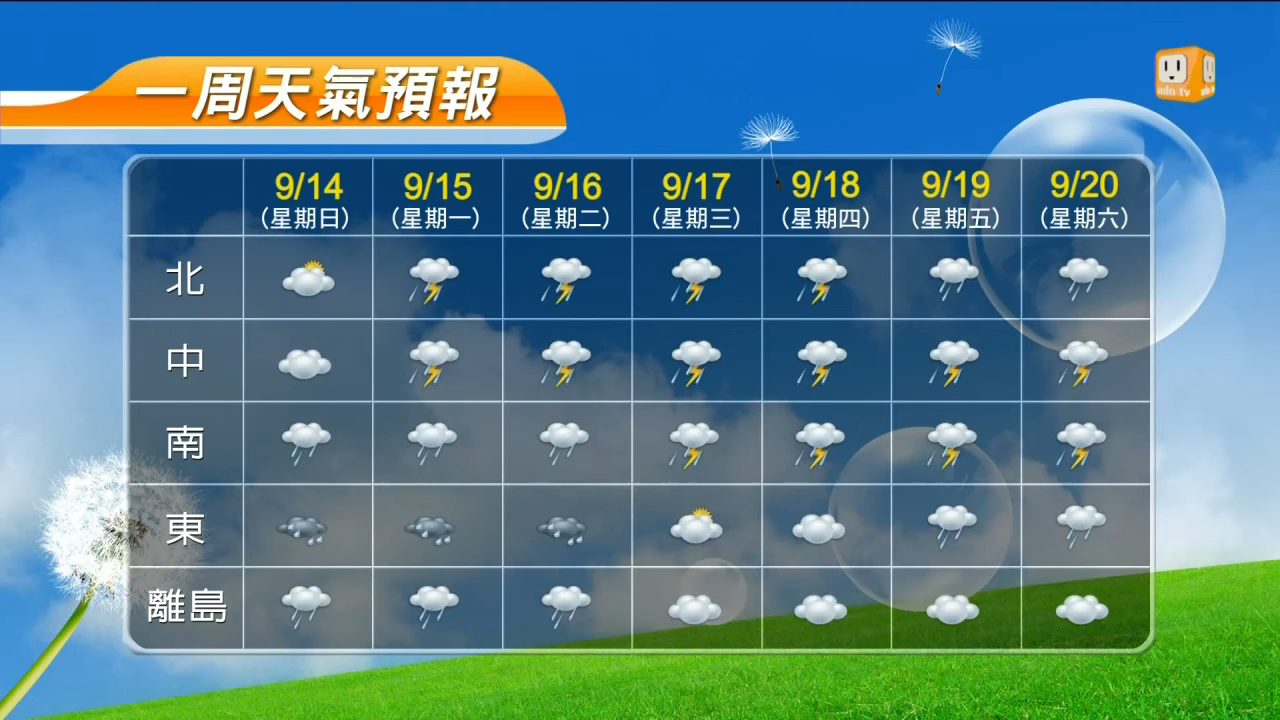 一周天氣預報
udn tv
9/14 9/15 9/16 9/17 9/18 9/19 9/20
(星期日) (星期一) (星期二) (星期三) (星期四) (星期五) (星期六)
北
中
南
東
離島